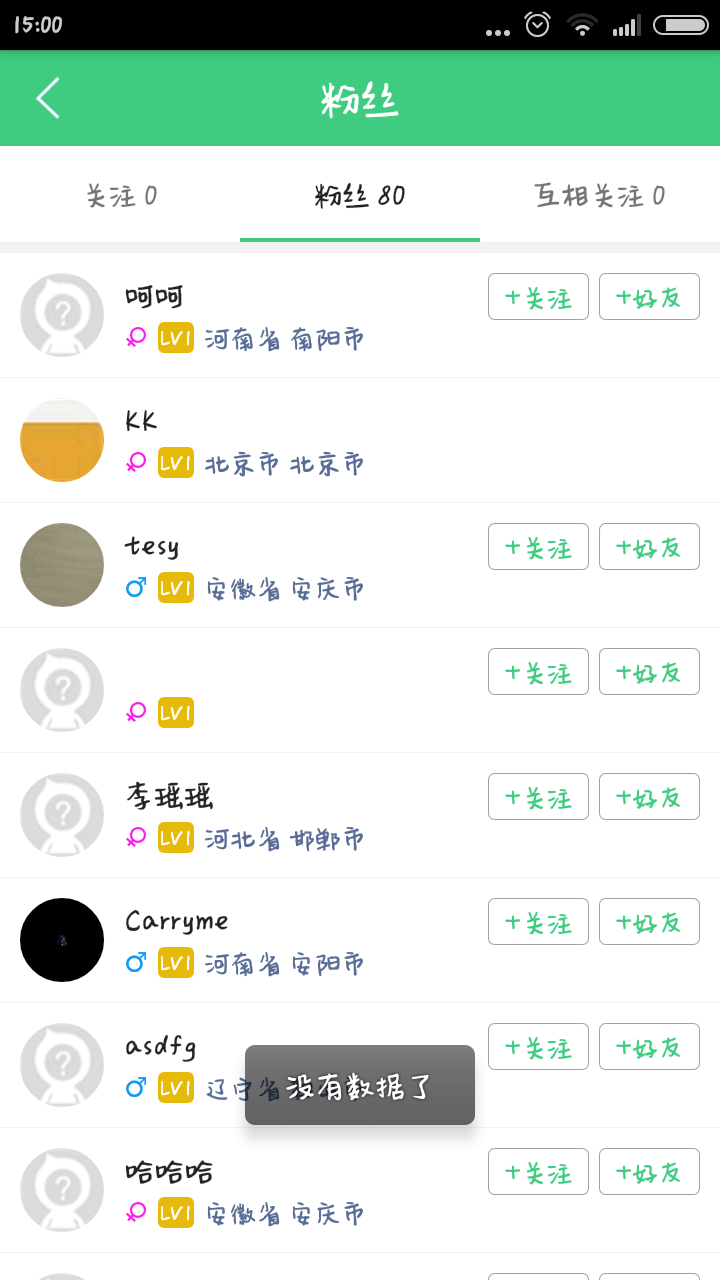 15:00
粉丝
关注 0 粉丝 80 互相关注 0
呵呵 +关注 +好友
LV1 河南省 南阳市
KK
LV1 北京市 北京市
tesy +关注 +好友
LV1 安徽省 安庆市
+关注 +好友
LV1
李瑶瑶 +关注 +好友
LV1 河北省 邯郸市
Carryme +关注 +好友
LV1 河南省 安阳市
asdfg +关注 +好友
LV1 辽宁省
没有数据了
哈哈哈 +关注 +好友
LV1 安徽省 安庆市